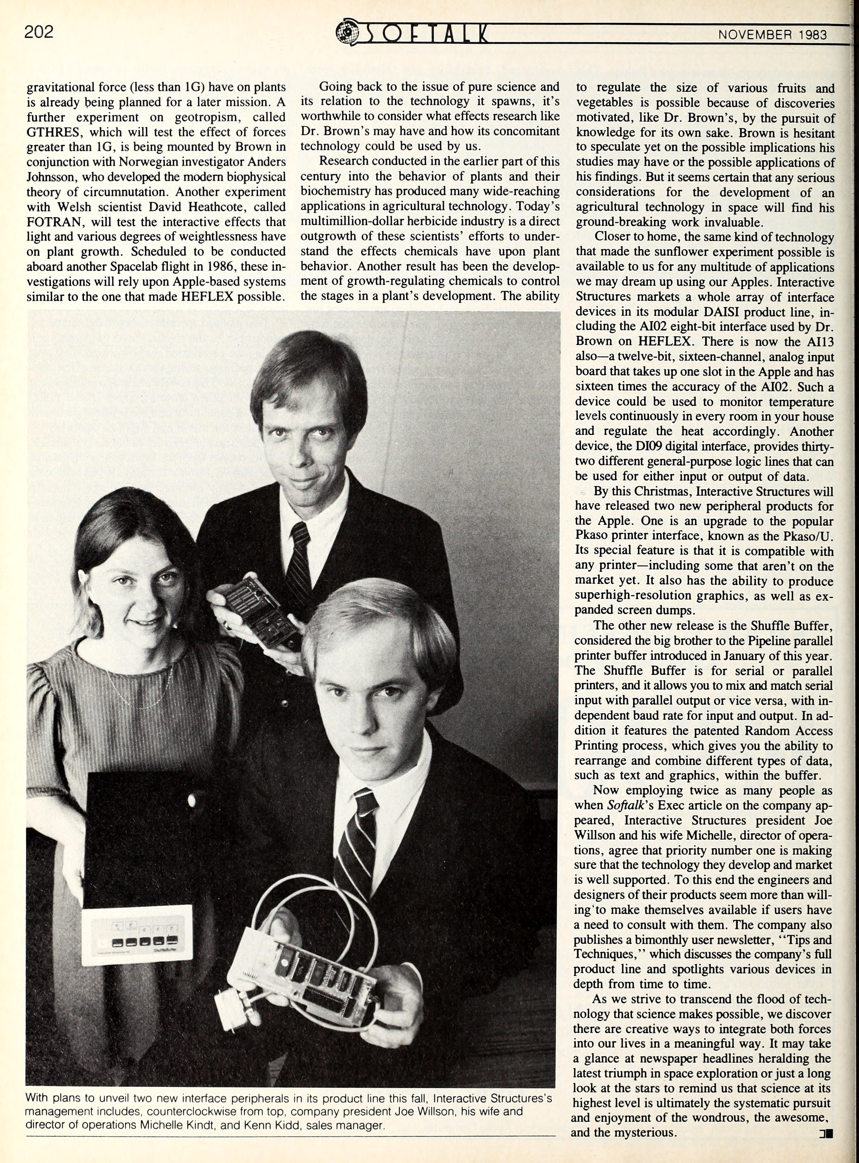 202
SOFTALK
NOVEMBER 1983
gravitational force (less than 1G) have on plants
is already being planned for a later mission. A
further experiment on geotropism, called
GTHRES, which will test the effect of forces
greater than 1G, is being mounted by Brown in
conjunction with Norwegian investigator Anders
Johnsson, who developed the modern biophysical
theory of circumnutation. Another experiment
with Welsh scientist David Heathcote, called
FOTRAN, will test the interactive effects that
light and various degrees of weightlessness have
on plant growth. Scheduled to be conducted
aboard another Spacelab flight in 1986, these in-
vestigations will rely upon Apple-based systems
similar to the one that made HEFLEX possible.
Going back to the issue of pure science and
its relation to the technology it spawns, it's
worthwhile to consider what effects research like
Dr. Brown's may have and how its concomitant
technology could be used by us.
Research conducted in the earlier part of this
century into the behavior of plants and their
biochemistry has produced many wide-reaching
applications in agricultural technology. Today's
multimillion-dollar herbicide industry is a direct
outgrowth of these scientists' efforts to under-
stand the effects chemicals have upon plant
behavior. Another result has been the develop-
ment of growth-regulating chemicals to control
the stages in a plant's development. The ability
to regulate the size of various fruits and
vegetables is possible because of discoveries
motivated, like Dr. Brown's, by the pursuit of
knowledge for its own sake. Brown is hesitant
to speculate yet on the possible implications his
studies may have or the possible applications of
his findings. But it seems certain that any serious
considerations for the development of an
agricultural technology in space will find his
ground-breaking work invaluable.
Closer to home, the same kind of technology
that made the sunflower experiment possible is
available to us for any multitude of applications
we may dream up using our Apples. Interactive
Structures markets a whole array of interface
devices in its modular DAISI product line, in-
cluding the AI02 eight-bit interface used by Dr.
Brown on HEFLEX. There is now the AI13
also—a twelve-bit, sixteen-channel, analog input
board that takes up one slot in the Apple and has
sixteen times the accuracy of the AI02. Such a
device could be used to monitor temperature
levels continuously in every room in your house
and regulate the heat accordingly. Another
device, the DI09 digital interface, provides thirty-
two different general-purpose logic lines that can
be used for either input or output of data.
By this Christmas, Interactive Structures will
have released two new peripheral products for
the Apple. One is an upgrade to the popular
Pkaso printer interface, known as the Pkaso/U.
Its special feature is that it is compatible with
any printer—including some that aren't on the
market yet. It also has the ability to produce
superhigh-resolution graphics, as well as ex-
panded screen dumps.
The other new release is the Shuffle Buffer,
considered the big brother to the Pipeline parallel
printer buffer introduced in January of this year.
The Shuffle Buffer is for serial or parallel
printers, and it allows you to mix and match serial
input with parallel output or vice versa, with in-
dependent baud rate for input and output. In ad-
dition it features the patented Random Access
Printing process, which gives you the ability to
rearrange and combine different types of data,
such as text and graphics, within the buffer.
Now employing twice as many people as
when Softalk's Exec article on the company ap-
peared, Interactive Structures president Joe
Willson and his wife Michelle, director of opera-
tions, agree that priority number one is making
sure that the technology they develop and market
is well supported. To this end the engineers and
designers of their products seem more than will-
ing to make themselves available if users have
a need to consult with them. The company also
publishes a bimonthly user newsletter, "Tips and
Techniques," which discusses the company's full
product line and spotlights various devices in
depth from time to time.
As we strive to transcend the flood of tech-
nology that science makes possible, we discover
there are creative ways to integrate both forces
into our lives in a meaningful way. It may take
a glance at newspaper headlines heralding the
latest triumph in space exploration or just a long
look at the stars to remind us that science at its
highest level is ultimately the systematic pursuit
and enjoyment of the wondrous, the awesome,
and the mysterious.
With plans to unveil two new interface peripherals in its product line this fall, Interactive Structures's
management includes, counterclockwise from top, company president Joe Willson, his wife and
director of operations Michelle Kindt, and Kenn Kidd, sales manager.